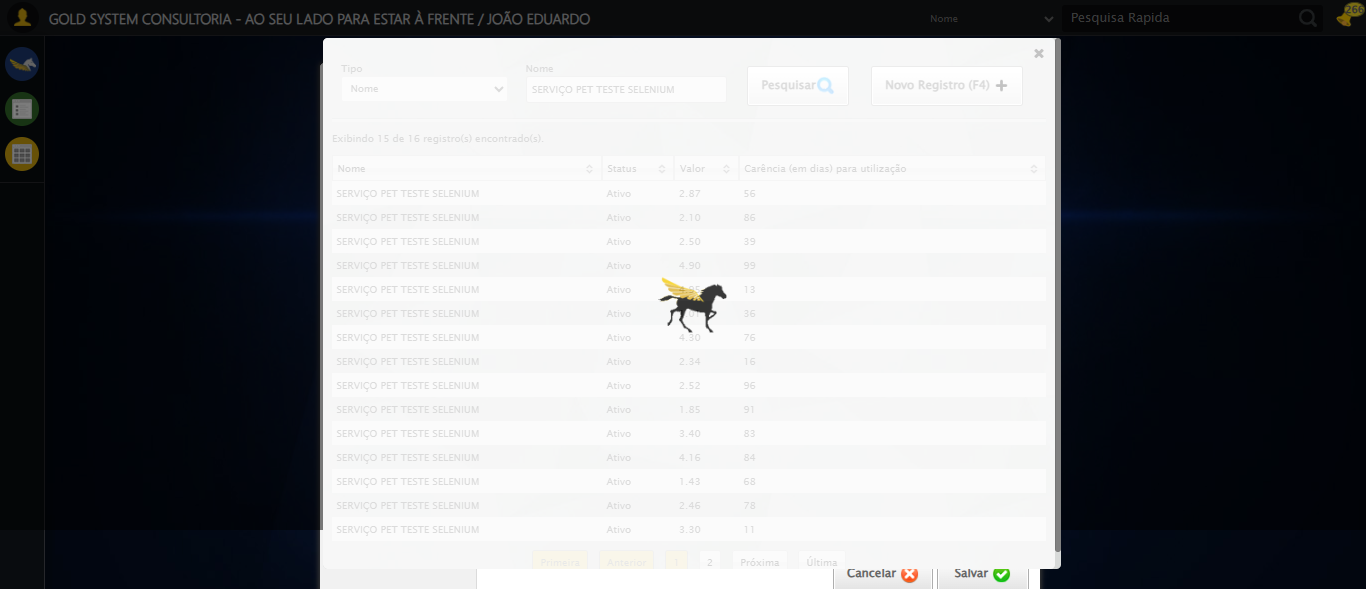 GOLD SYSTEM CONSULTORIA - AO SEU LADO PARA ESTAR À FRENTE / JOÃO EDUARDO
Nome
Pesquisa Rapida
266
Tipo
Nome
Nome
SERVIÇO PET TESTE SELENIUM
Pesquisar
Novo Registro (F4)
Exibindo 15 de 16 registro(s) encontrado(s).
Nome Status Valor Carência (em dias) para utilização
SERVIÇO PET TESTE SELENIUM Ativo 2.87 56
SERVIÇO PET TESTE SELENIUM Ativo 2.10 86
SERVIÇO PET TESTE SELENIUM Ativo 2.50 39
SERVIÇO PET TESTE SELENIUM Ativo 4.90 99
SERVIÇO PET TESTE SELENIUM Ativo 13
SERVIÇO PET TESTE SELENIUM Ativo 36
SERVIÇO PET TESTE SELENIUM Ativo 4.30 76
SERVIÇO PET TESTE SELENIUM Ativo 2.34 16
SERVIÇO PET TESTE SELENIUM Ativo 2.52 96
SERVIÇO PET TESTE SELENIUM Ativo 1.85 91
SERVIÇO PET TESTE SELENIUM Ativo 3.40 83
SERVIÇO PET TESTE SELENIUM Ativo 4.16 84
SERVIÇO PET TESTE SELENIUM Ativo 1.43 68
SERVIÇO PET TESTE SELENIUM Ativo 2.46 78
SERVIÇO PET TESTE SELENIUM Ativo 3.30 11
Primeira Anterior 1 2 Próxima Última
Cancelar Salvar